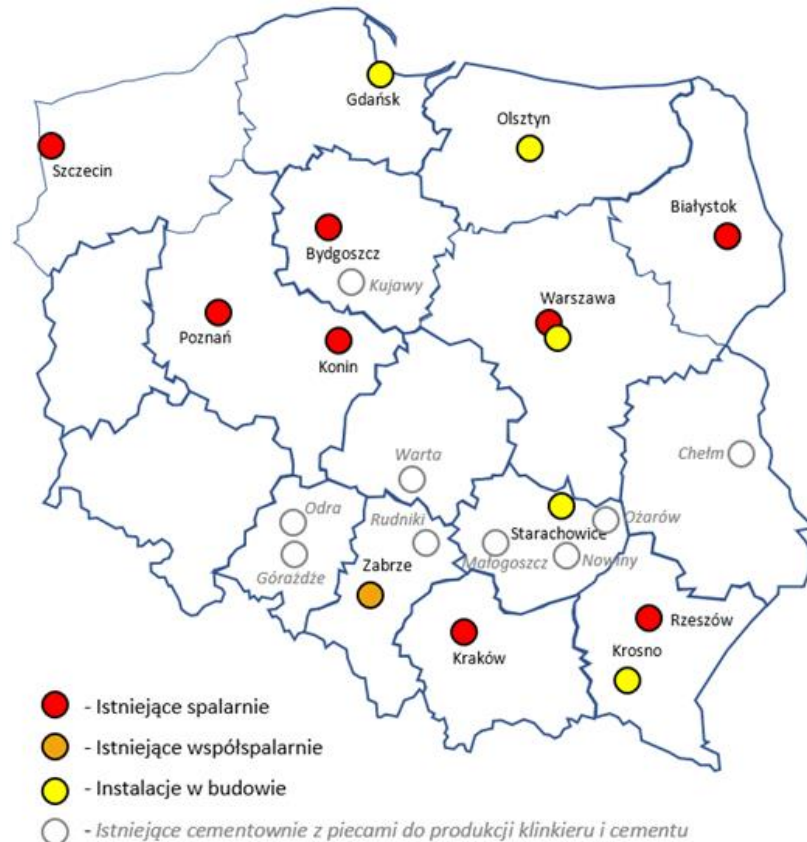 Gdańsk
Olsztyn
Szczecin
Białystok
Bydgoszcz
Kujawy
Warszawa
Poznań
Konin
Warta
Chełm
Odra
Rudniki
Starachowice
Ożarów
Górażdże
Zabrze
Małogoszcz
Nowiny
Kraków
Rzeszów
Krosno
- Istniejące spalarnie
- Istniejące współspalarnie
- Instalacje w budowie
- Istniejące cementownie z piecami do produkcji klinkieru i cementu